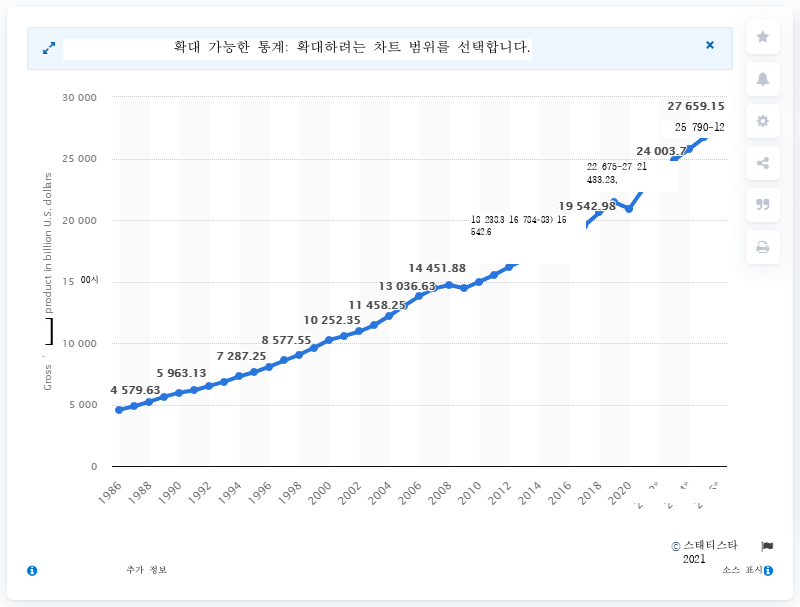 확대 가능한 통계: 확대하려는 차트 범위를 선택합니다.
30 000
27 659.15
25 790-12
25 000
24 003.7
22 675-27 21
433.23,
20 000
19 542.98
542.6
15 00시
14 451.88
13 036.63
11 458.25
10 252.35
10 000
8 577.55
7 287.25
5 963.13
5 000
4 579.63
0
Gross
product in billion U.S. dollars
1986 1988 1990 1992 1994 1996 1998 2000 2002 2004 2006 2008 2010 2012 2014 2016 2018 2020
© 스태티스타
2021
추가 정보
소스 표시